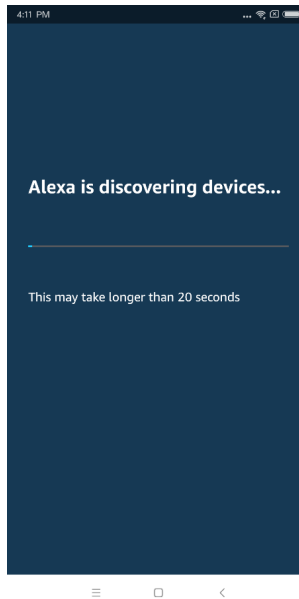 4:11 PM
Alexa is discovering devices...
This may take longer than 20 seconds